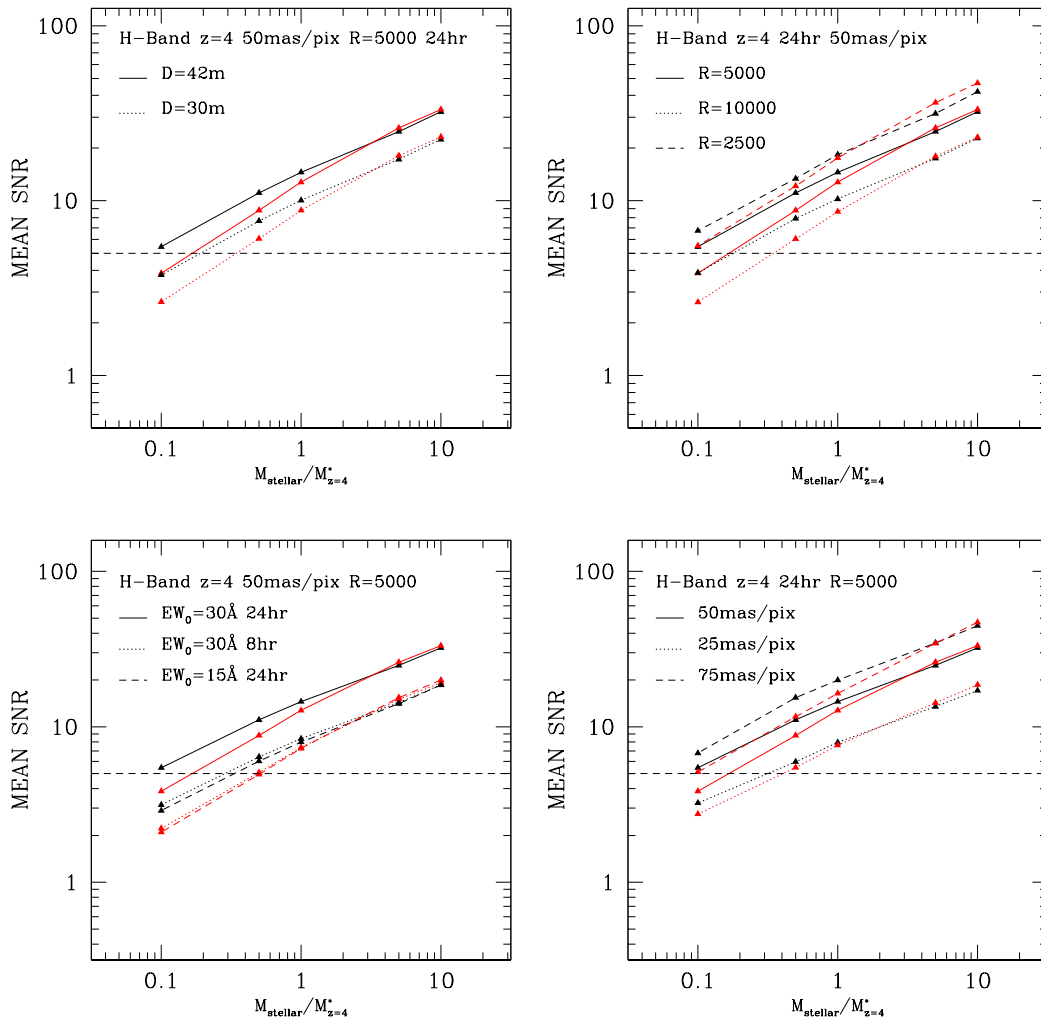 H-Band z=4 50mas/pix R=5000 24hr
D=42m
D=30m
100
10
1
MEAN SNR
0.1 1 10
M_stellar/M*_z=4
H-Band z=4 24hr 50mas/pix
R=5000
R=10000
R=2500
100
10
1
MEAN SNR
0.1 1 10
M_stellar/M*_z=4
H-Band z=4 50mas/pix R=5000
EW₀=30Å 24hr
EW₀=30Å 8hr
EW₀=15Å 24hr
100
10
1
MEAN SNR
0.1 1 10
M_stellar/M*_z=4
H-Band z=4 24hr R=5000
50mas/pix
25mas/pix
75mas/pix
100
10
1
MEAN SNR
0.1 1 10
M_stellar/M*_z=4